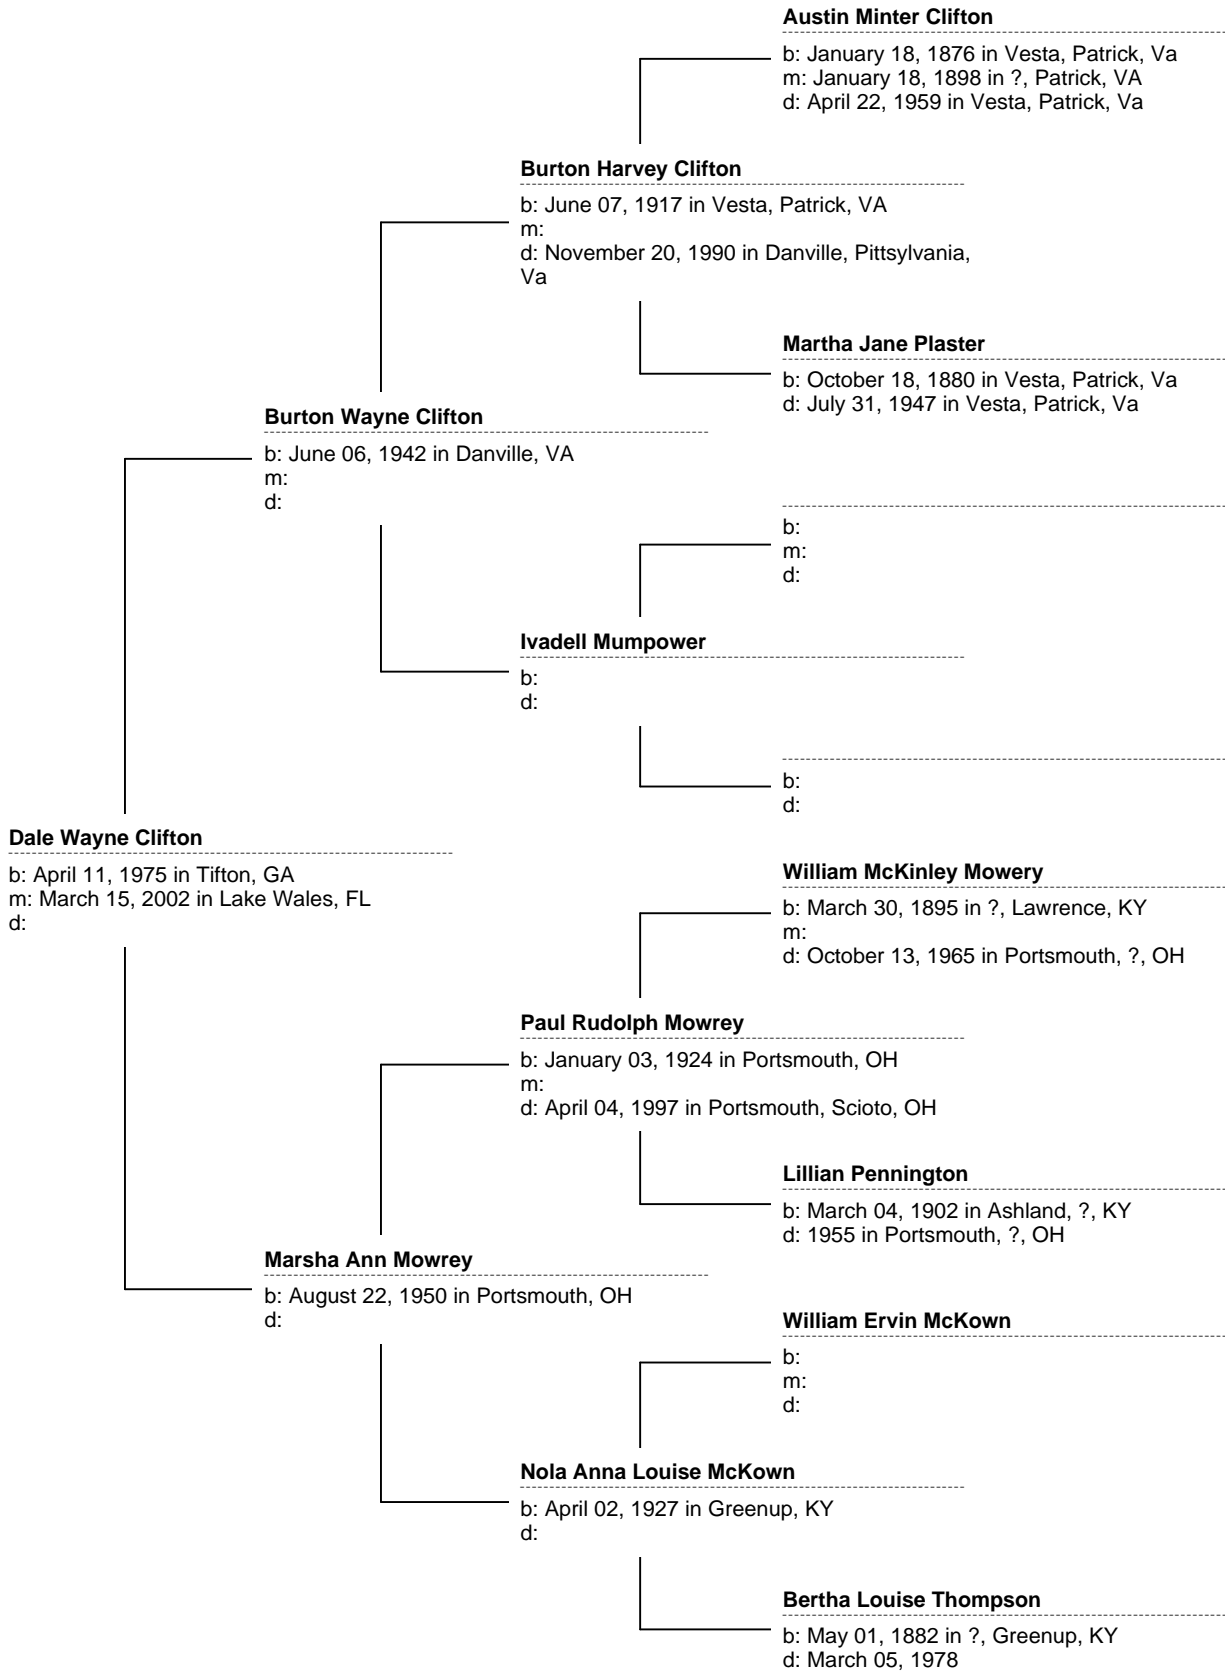 Austin Minter Clifton
b: January 18, 1876 in Vesta, Patrick, Va
m: January 18, 1898 in ?, Patrick, VA
d: April 22, 1959 in Vesta, Patrick, Va
Burton Harvey Clifton
b: June 07, 1917 in Vesta, Patrick, VA
m:
d: November 20, 1990 in Danville, Pittsylvania,
Va
Martha Jane Plaster
b: October 18, 1880 in Vesta, Patrick, Va
d: July 31, 1947 in Vesta, Patrick, Va
Burton Wayne Clifton
b: June 06, 1942 in Danville, VA
m:
d:
b:
m:
d:
Ivadell Mumpower
b:
d:
b:
d:
Dale Wayne Clifton
b: April 11, 1975 in Tifton, GA
m: March 15, 2002 in Lake Wales, FL
d:
William McKinley Mowery
b: March 30, 1895 in ?, Lawrence, KY
m:
d: October 13, 1965 in Portsmouth, ?, OH
Paul Rudolph Mowrey
b: January 03, 1924 in Portsmouth, OH
m:
d: April 04, 1997 in Portsmouth, Scioto, OH
Lillian Pennington
b: March 04, 1902 in Ashland, ?, KY
d: 1955 in Portsmouth, ?, OH
Marsha Ann Mowrey
b: August 22, 1950 in Portsmouth, OH
d:
William Ervin McKown
b:
m:
d:
Nola Anna Louise McKown
b: April 02, 1927 in Greenup, KY
d:
Bertha Louise Thompson
b: May 01, 1882 in ?, Greenup, KY
d: March 05, 1978